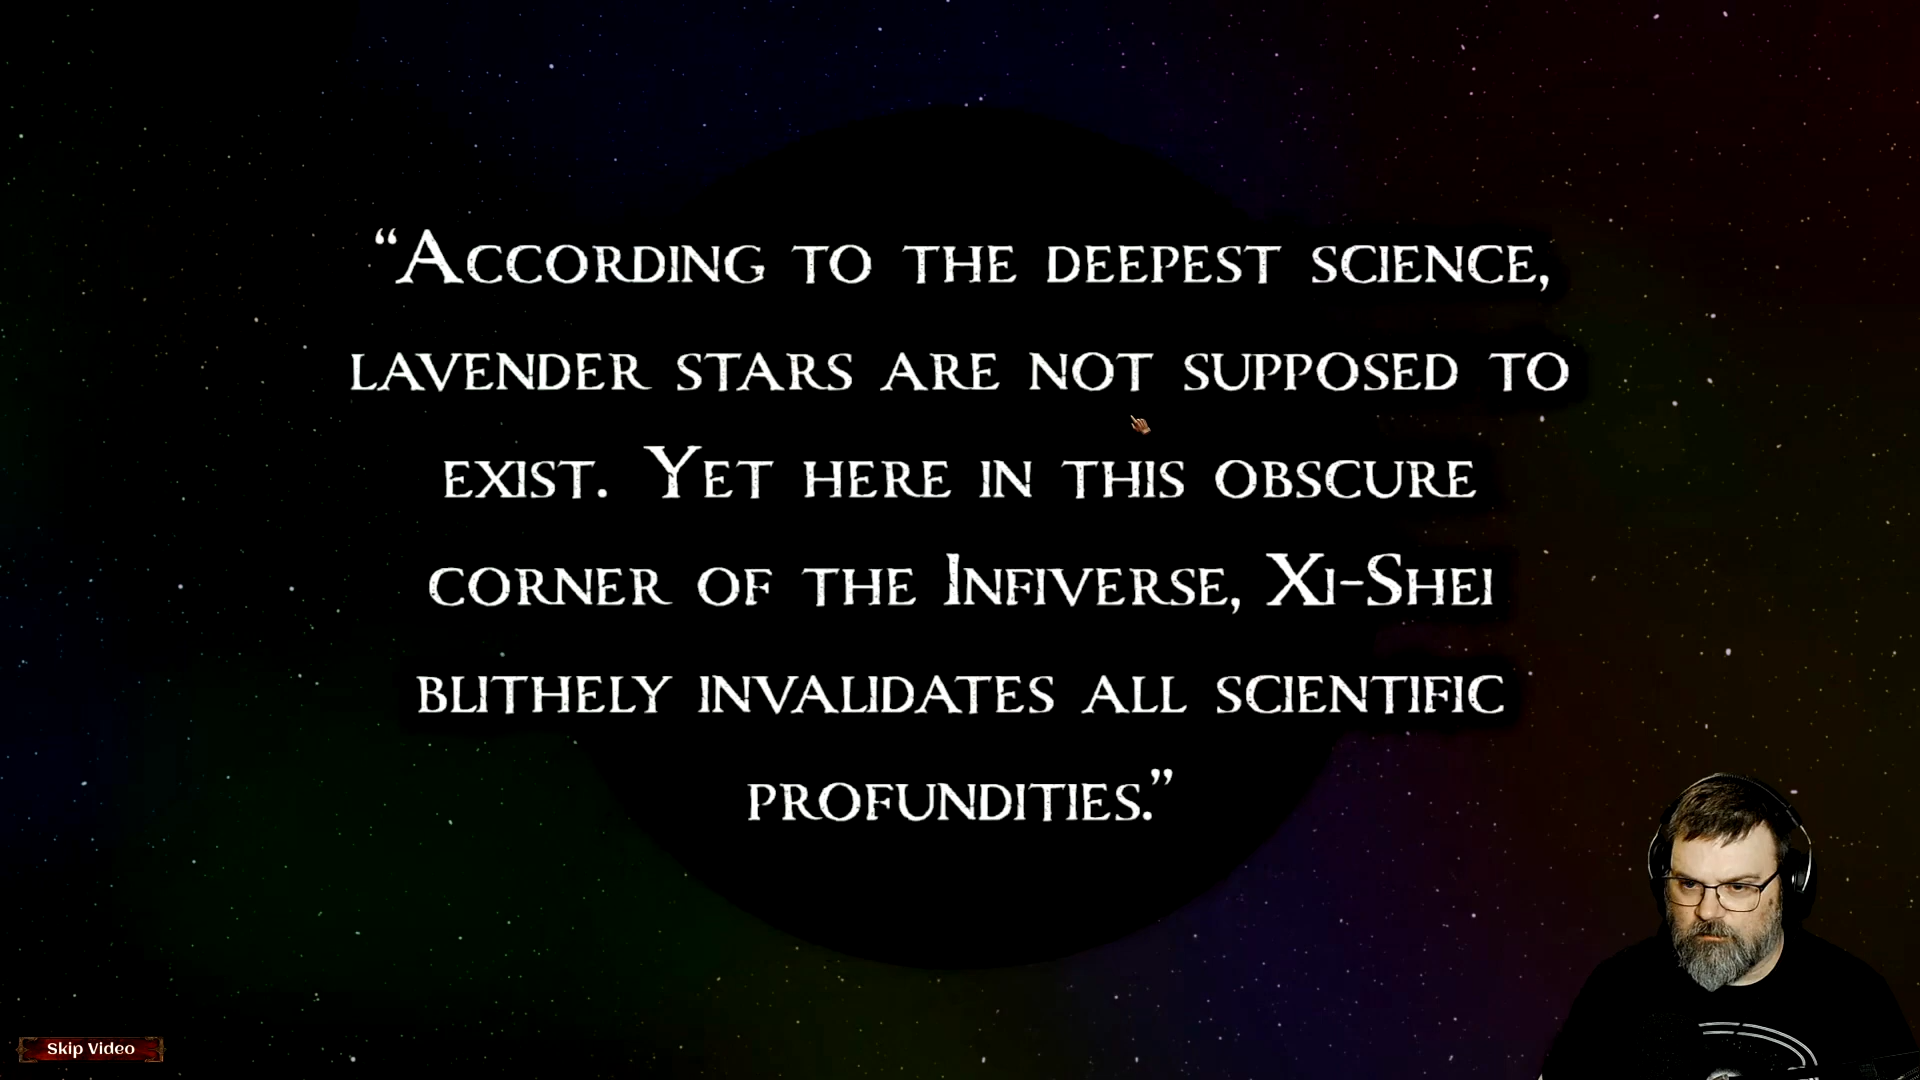 “According to the deepest science,
lavender stars are not supposed to
exist. Yet here in this obscure
corner of the Infiverse, Xi-Shei
blithely invalidates all scientific
profundities.”
Skip Video